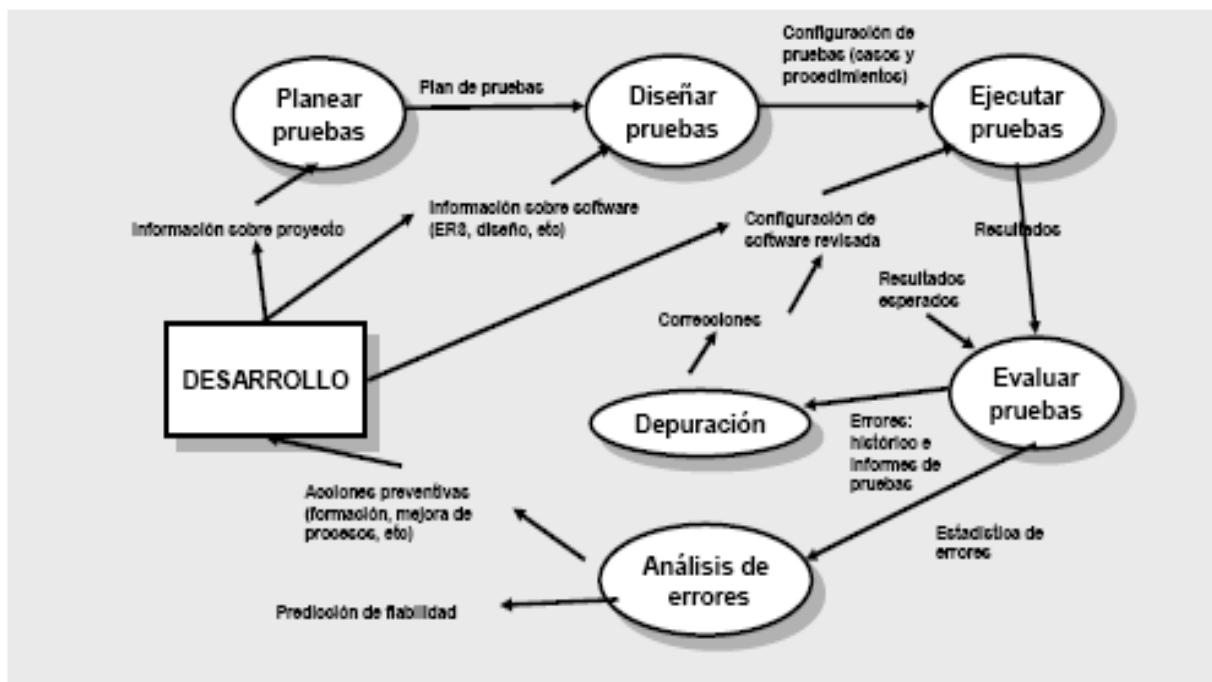 Configuración de
pruebas (casos y
procedimientos)
Planear
pruebas
Plan de pruebas
Diseñar
pruebas
Ejecutar
pruebas
Información sobre proyecto
Información sobre software
(ERS, diseño, etc)
Configuración de
software revisada
Resultados
Resultados
esperados
Correcciones
DESARROLLO
Evaluar
pruebas
Depuración
Errores:
histórico e
informes de
pruebas
Acciones preventivas
(formación, mejora de
procesos, etc)
Estadística de
errores
Análisis de
errores
Predicción de fiabilidad